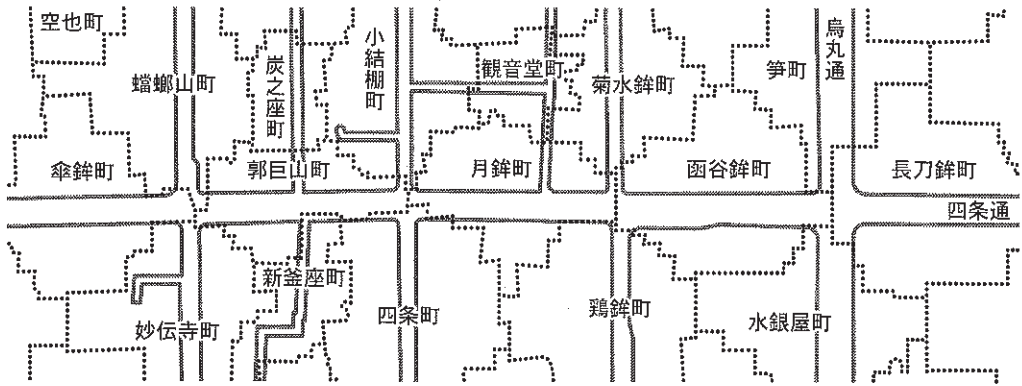 空也町
蟷螂山町
炭之座町
小結棚町
観音堂町
菊水鉾町
笋町
烏丸通
傘鉾町
郭巨山町
月鉾町
函谷鉾町
長刀鉾町
四条通
新釜座町
妙伝寺町
四条町
鶏鉾町
水銀屋町